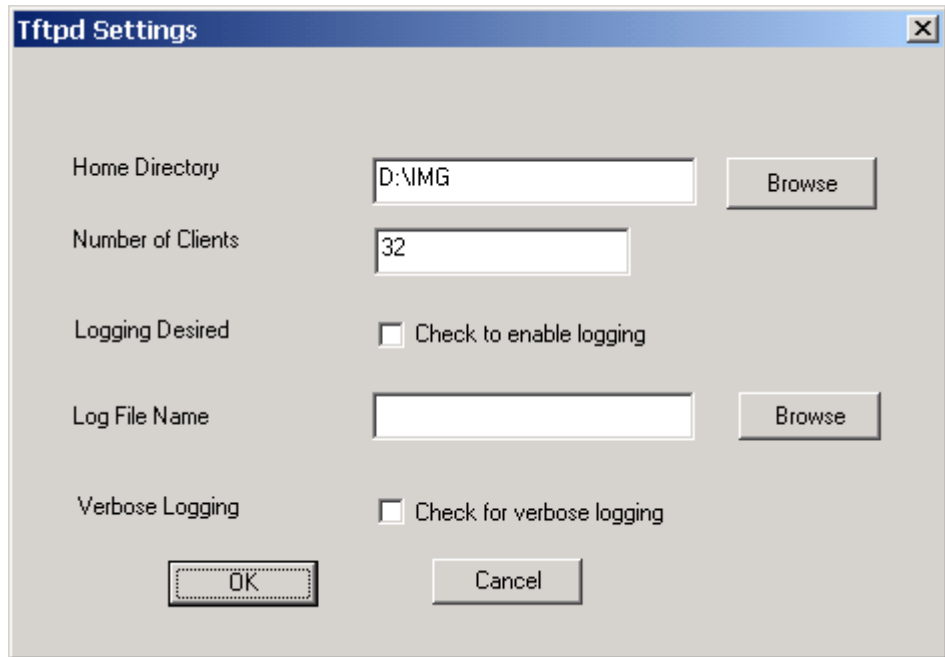 Tftpd Settings
Home Directory
D:\IMG
Browse
Number of Clients
32
Logging Desired
Check to enable logging
Log File Name
Browse
Verbose Logging
Check for verbose logging
OK
Cancel